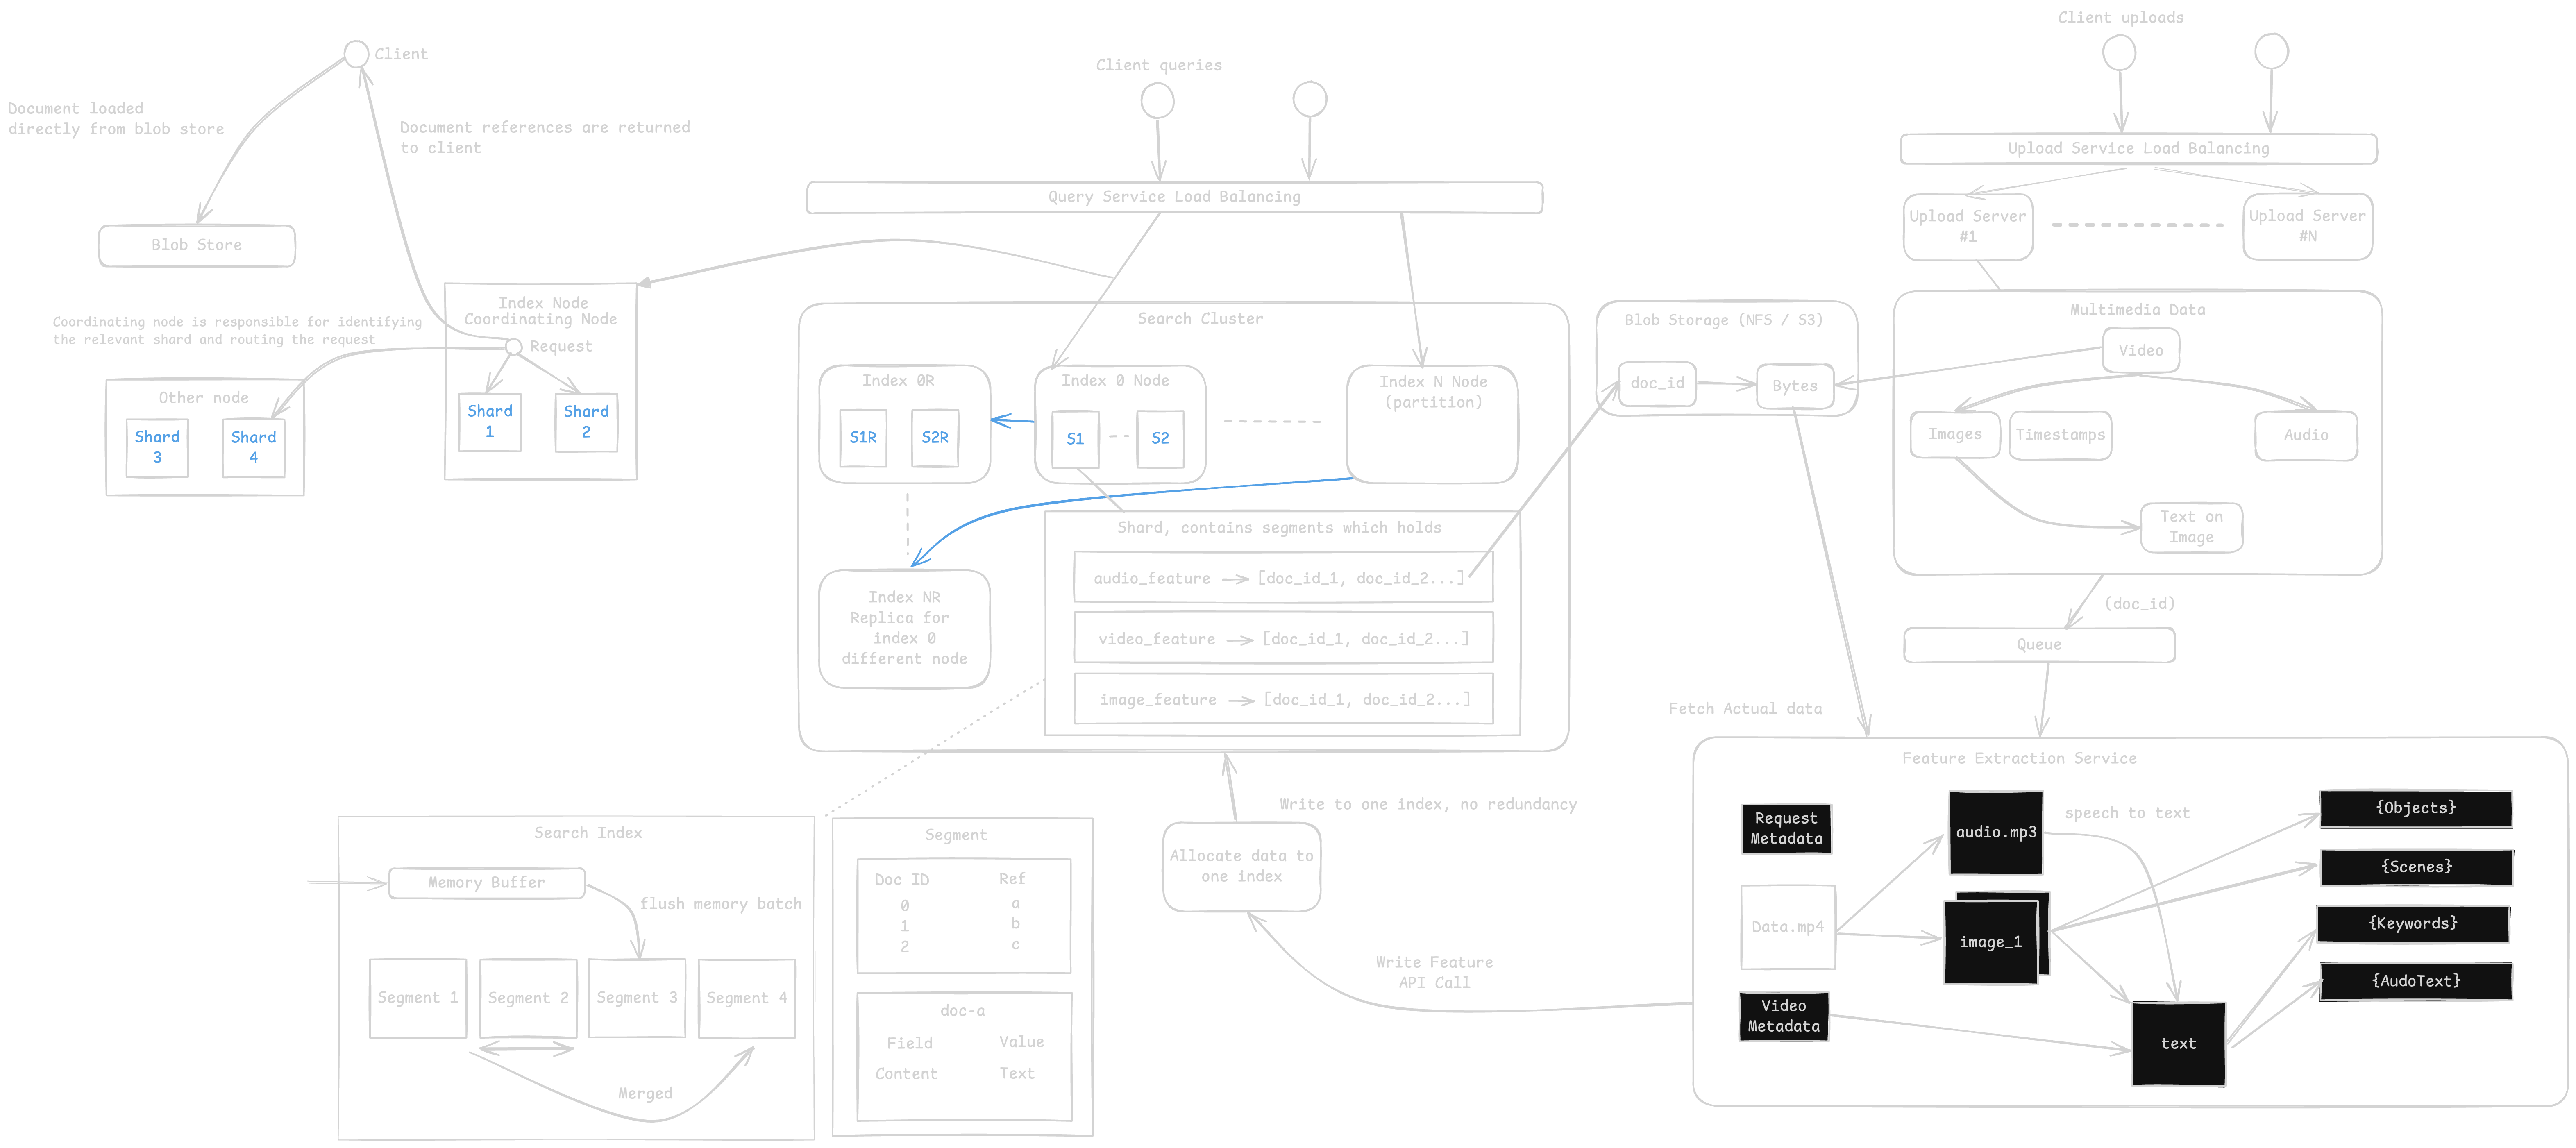 Client uploads
Client
Client queries
Document loaded
directly from blob store
Document references are returned
to client
Upload Service Load Balancing
Query Service Load Balancing
Upload Server
#1
Upload Server
#N
Blob Store
Index Node
Coordinating Node
Request
Shard
1
Shard
2
Coordinating node is responsible for identifying
the relevant shard and routing the request
Other node
Shard
3
Shard
4
Search Cluster
Index 0R
S1R
S2R
Index 0 Node
S1
S2
Index N Node
(partition)
Index NR
Replica for
index 0
different node
Shard, contains segments which holds
audio_feature
[doc_id_1, doc_id_2...]
video_feature
[doc_id_1, doc_id_2...]
image_feature
[doc_id_1, doc_id_2...]
Blob Storage (NFS / S3)
doc_id
Bytes
Multimedia Data
Video
Images
Timestamps
Audio
Text on
Image
(doc_id)
Queue
Fetch Actual data
Feature Extraction Service
Request
Metadata
audio.mp3
speech to text
{Objects}
{Scenes}
{Keywords}
{AudoText}
Data.mp4
image_1
Video
Metadata
text
Write to one index, no redundancy
Allocate data to
one index
Write Feature
API Call
Search Index
Memory Buffer
flush memory batch
Segment 1
Segment 2
Segment 3
Segment 4
Merged
Segment
Doc ID
Ref
0
a
1
b
2
c
doc-a
Field
Value
Content
Text